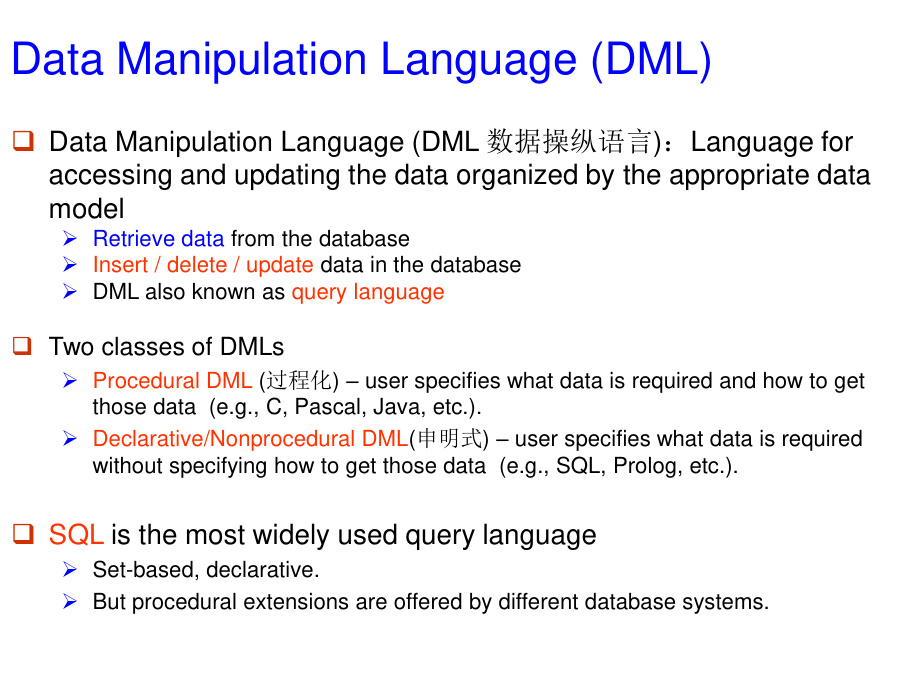 Data Manipulation Language (DML)
Data Manipulation Language (DML 数据操纵语言)：Language for
accessing and updating the data organized by the appropriate data
model
Retrieve data from the database
Insert / delete / update data in the database
DML also known as query language
Two classes of DMLs
Procedural DML (过程化) – user specifies what data is required and how to get
those data (e.g., C, Pascal, Java, etc.).
Declarative/Nonprocedural DML(申明式) – user specifies what data is required
without specifying how to get those data (e.g., SQL, Prolog, etc.).
SQL is the most widely used query language
Set-based, declarative.
But procedural extensions are offered by different database systems.